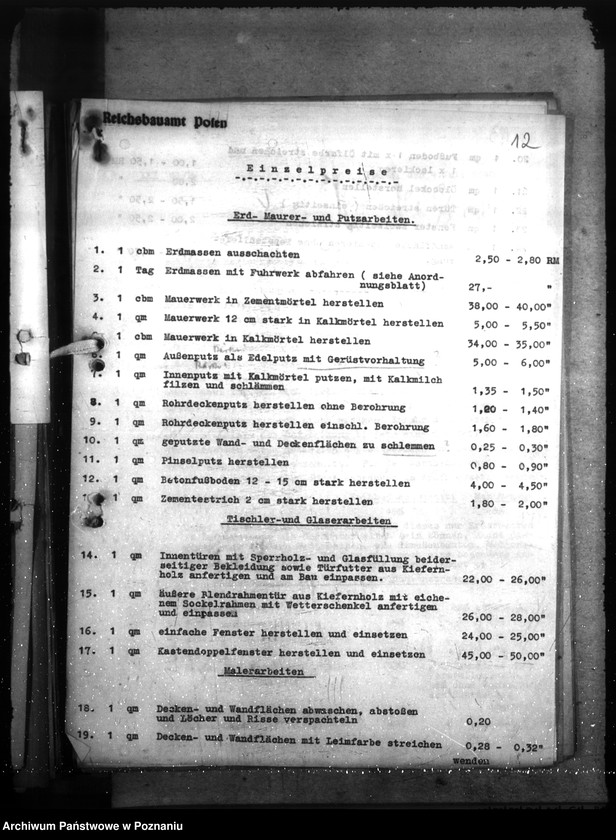 Reichsbauamt Posen
12
Einzelpreise
Erd- Maurer- und Putzarbeiten.
1. 1 cbm Erdmassen ausschachten 2,50 - 2,80 RM
2. 1 Tag Erdmassen mit Fuhrwerk abfahren ( siehe Anord-
nungsblatt) 27,- "
3. 1 cbm Mauerwerk in Zementmörtel herstellen 38,00 - 40,00"
4. 1 qm Mauerwerk 12 cm stark in Kalkmörtel herstellen 5,00 - 5,50"
1 cbm Mauerwerk in Kalkmörtel herstellen 34,00 - 35,00"
6. 1 qm Außenputz als Edelputz mit Gerüstvorhaltung 5,00 - 6,00"
7. 1 qm Innenputz mit Kalkmörtel putzen, mit Kalkmilch
filzen und schlämmen 1,35 - 1,50"
8. 1 qm Rohrdeckenputz herstellen ohne Berohrung 1,20 - 1,40"
9. 1 qm Rohrdeckenputz herstellen einschl. Berohrung 1,60 - 1,80"
10. 1 qm geputzte Wand- und Deckenflächen zu schlemmen 0,25 - 0,30"
11. 1 qm Pinselputz herstellen 0,80 - 0,90"
12. 1 qm Betonfußboden 12 - 15 cm stark herstellen 4,00 - 4,50"
qm Zementestrich 2 cm stark herstellen 1,80 - 2,00"
Tischler-und Glaserarbeiten
14. 1 qm Innentüren mit Sperrholz- und Glasfüllung beider-
seitiger Bekleidung sowie Türfutter aus Kiefern-
holz anfertigen und am Bau einpassen. 22,00 - 26,00"
15. 1 qm Äußere Blendrahmentür aus Kiefernholz mit eiche-
nem Sockelrahmen mit Wetterschenkel anfertigen
und einpassen 26,00 - 28,00"
16. 1 qm einfache Fenster herstellen und einsetzen 24,00 - 25,00"
17. 1 qm Kastendoppelfenster herstellen und einsetzen 45,00 - 50,00"
Malerarbeiten
18. 1 qm Decken- und Wandflächen abwaschen, abstoßen
und Löcher und Risse verspachteln 0,20
19. 1 qm Decken- und Wandflächen mit Leimfarbe streichen 0,28 - 0,32"
wenden
Archiwum Państwowe w Poznaniu